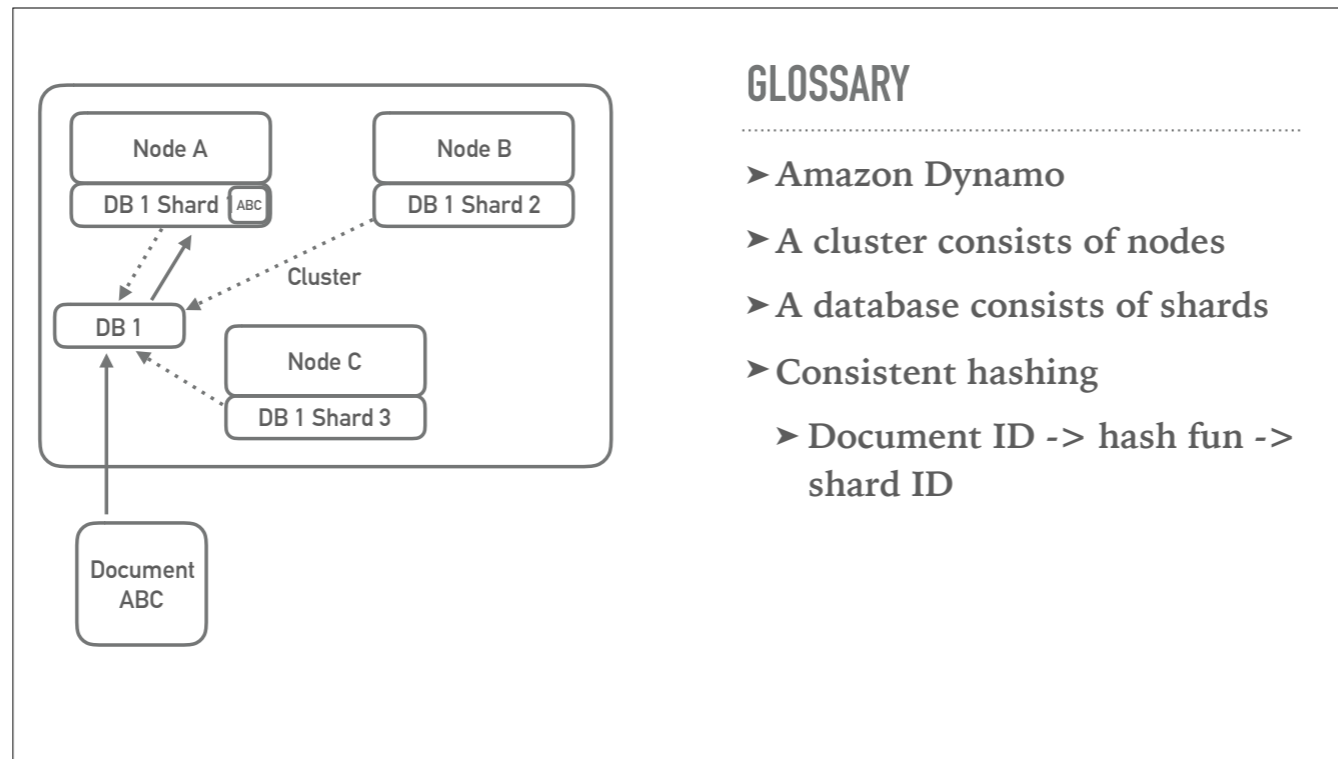 GLOSSARY
Node A
Node B
DB 1 Shard
ABC
DB 1 Shard 2
Cluster
DB 1
Node C
DB 1 Shard 3
Document
ABC
➤ Amazon Dynamo
➤ A cluster consists of nodes
➤ A database consists of shards
➤ Consistent hashing
➤ Document ID -> hash fun ->
shard ID